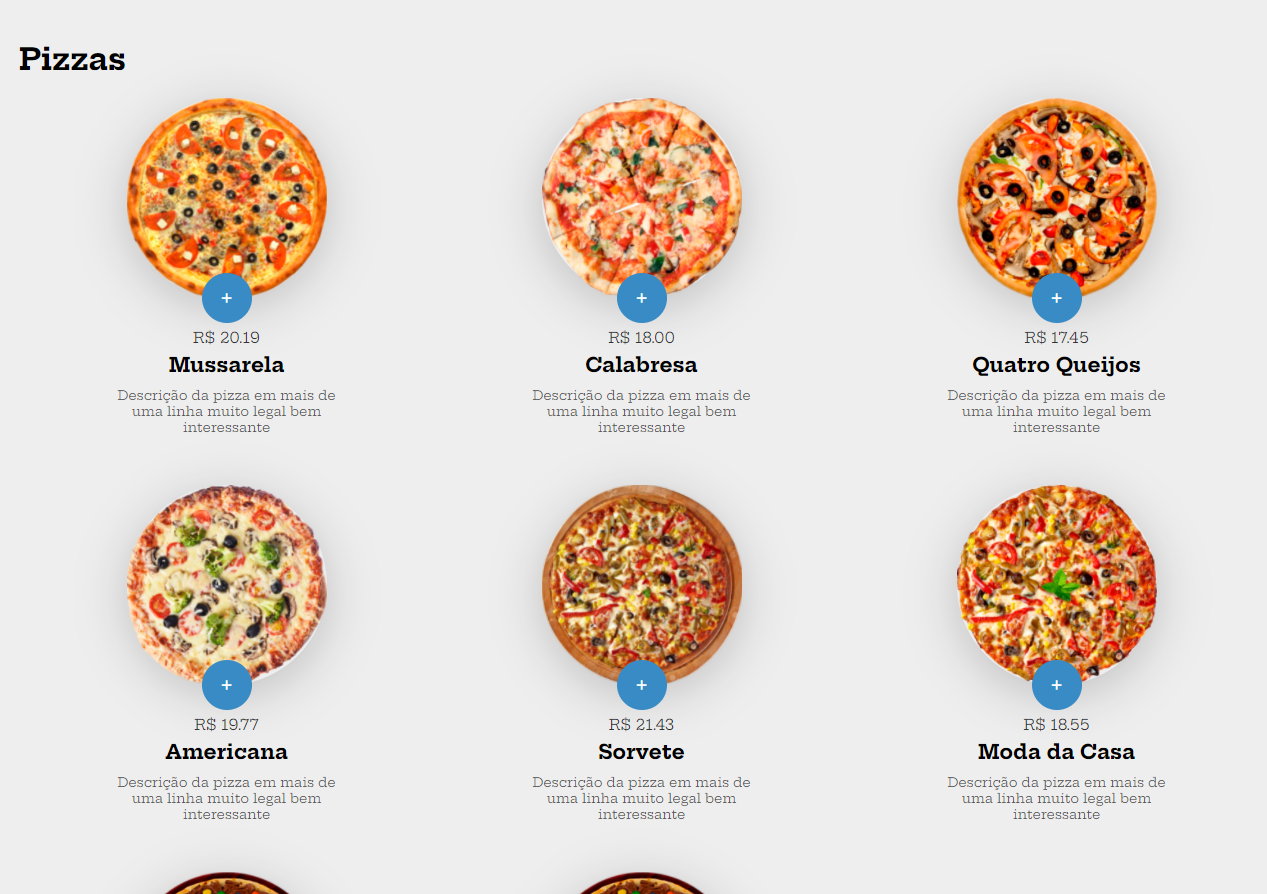 Pizzas
+
+
+
R$ 20.19
R$ 18.00
R$ 17.45
Mussarela
Calabresa
Quatro Queijos
Descrição da pizza em mais de
uma linha muito legal bem
interessante
Descrição da pizza em mais de
uma linha muito legal bem
interessante
Descrição da pizza em mais de
uma linha muito legal bem
interessante
+
+
+
R$ 19.77
R$ 21.43
R$ 18.55
Americana
Sorvete
Moda da Casa
Descrição da pizza em mais de
uma linha muito legal bem
interessante
Descrição da pizza em mais de
uma linha muito legal bem
interessante
Descrição da pizza em mais de
uma linha muito legal bem
interessante